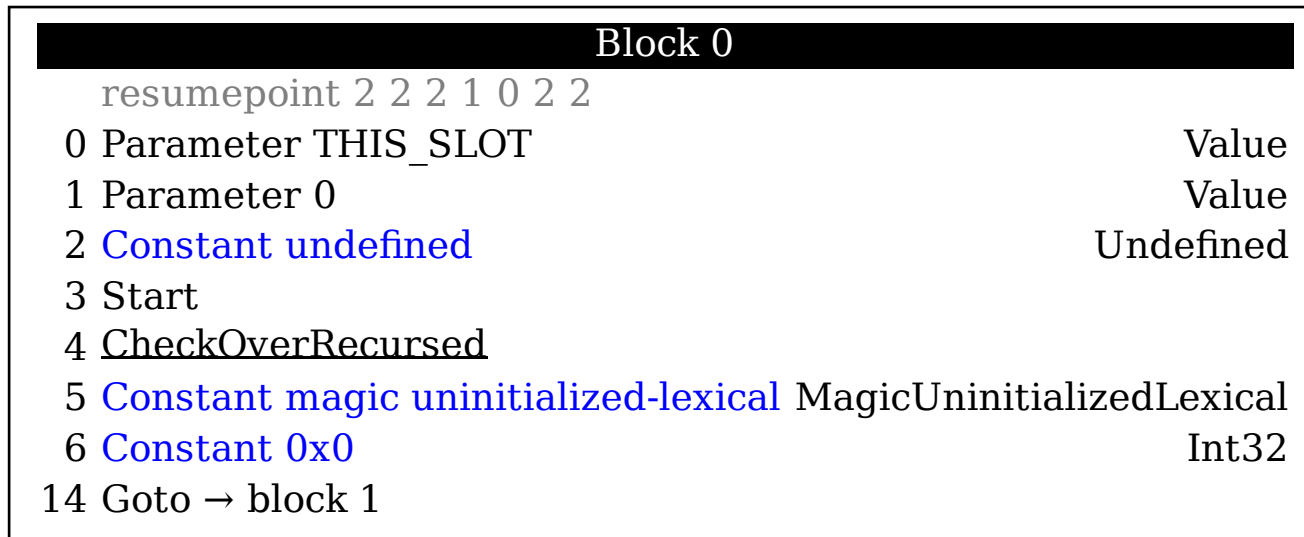 Block 0
resumepoint 2 2 2 1 0 2 2
0 Parameter THIS_SLOT Value
1 Parameter 0 Value
2 Constant undefined Undefined
3 Start
4 CheckOverRecursed
5 Constant magic uninitialized-lexical MagicUninitializedLexical
6 Constant 0x0 Int32
14 Goto → block 1